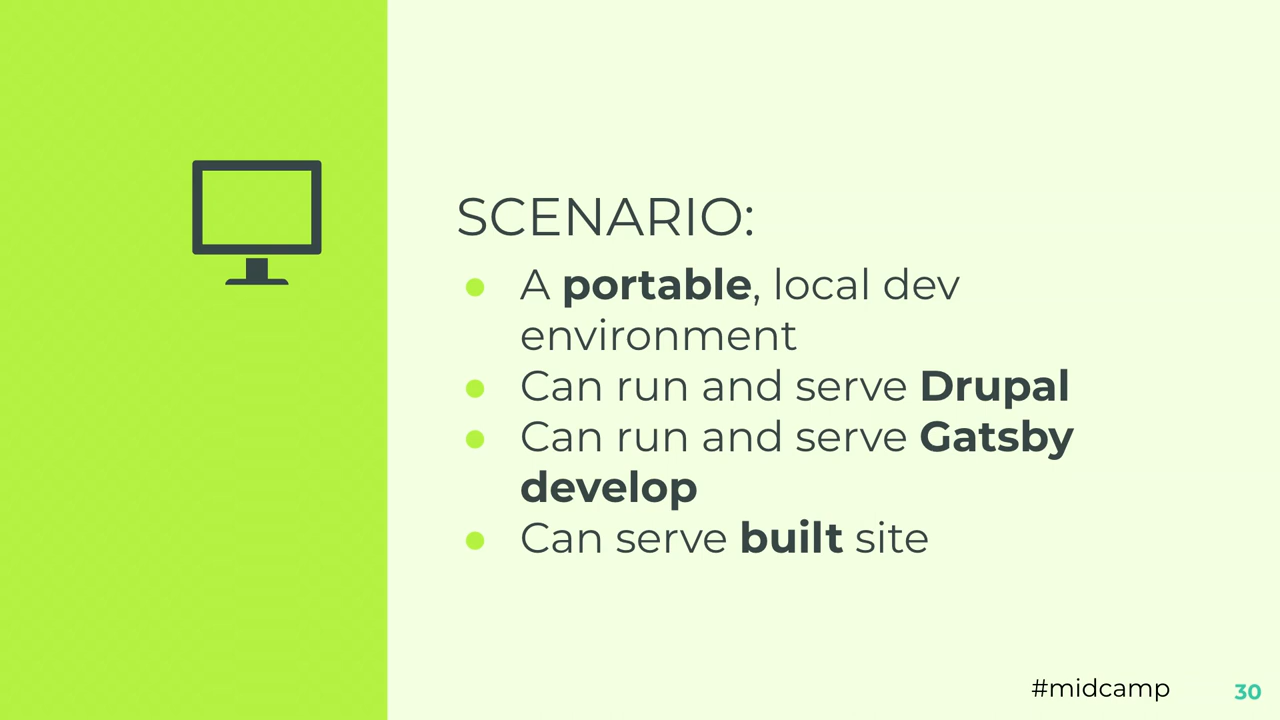 SCENARIO:
● A portable, local dev
environment
● Can run and serve Drupal
● Can run and serve Gatsby
develop
● Can serve built site
#midcamp
30